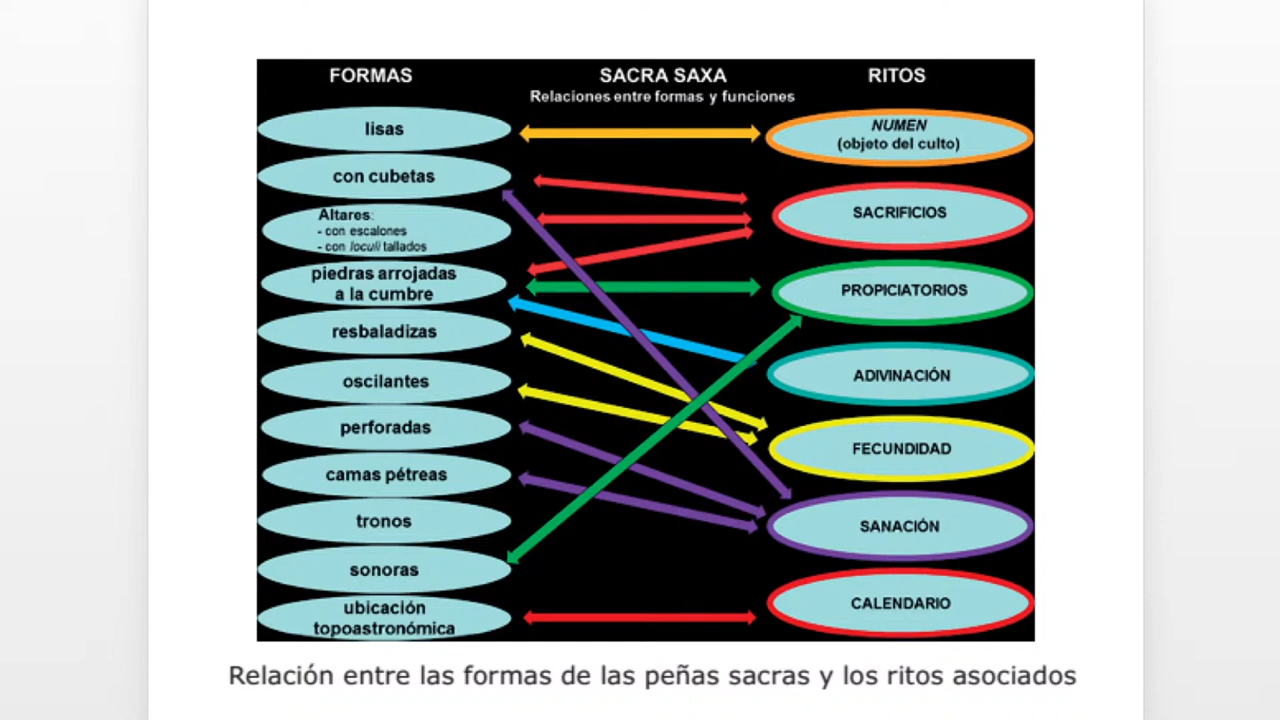 FORMAS
SACRA SAXA
RITOS
Relaciones entre formas y funciones
lisas
con cubetas
Altares:
- con escalones
- con loculi tallados
piedras arrojadas
a la cumbre
resbaladizas
oscilantes
perforadas
camas pétreas
tronos
sonoras
ubicación
topoastronómica
NUMEN
(objeto del culto)
SACRIFICIOS
PROPICIATORIOS
ADIVINACIÓN
FECUNDIDAD
SANACIÓN
CALENDARIO
Relación entre las formas de las peñas sacras y los ritos asociados